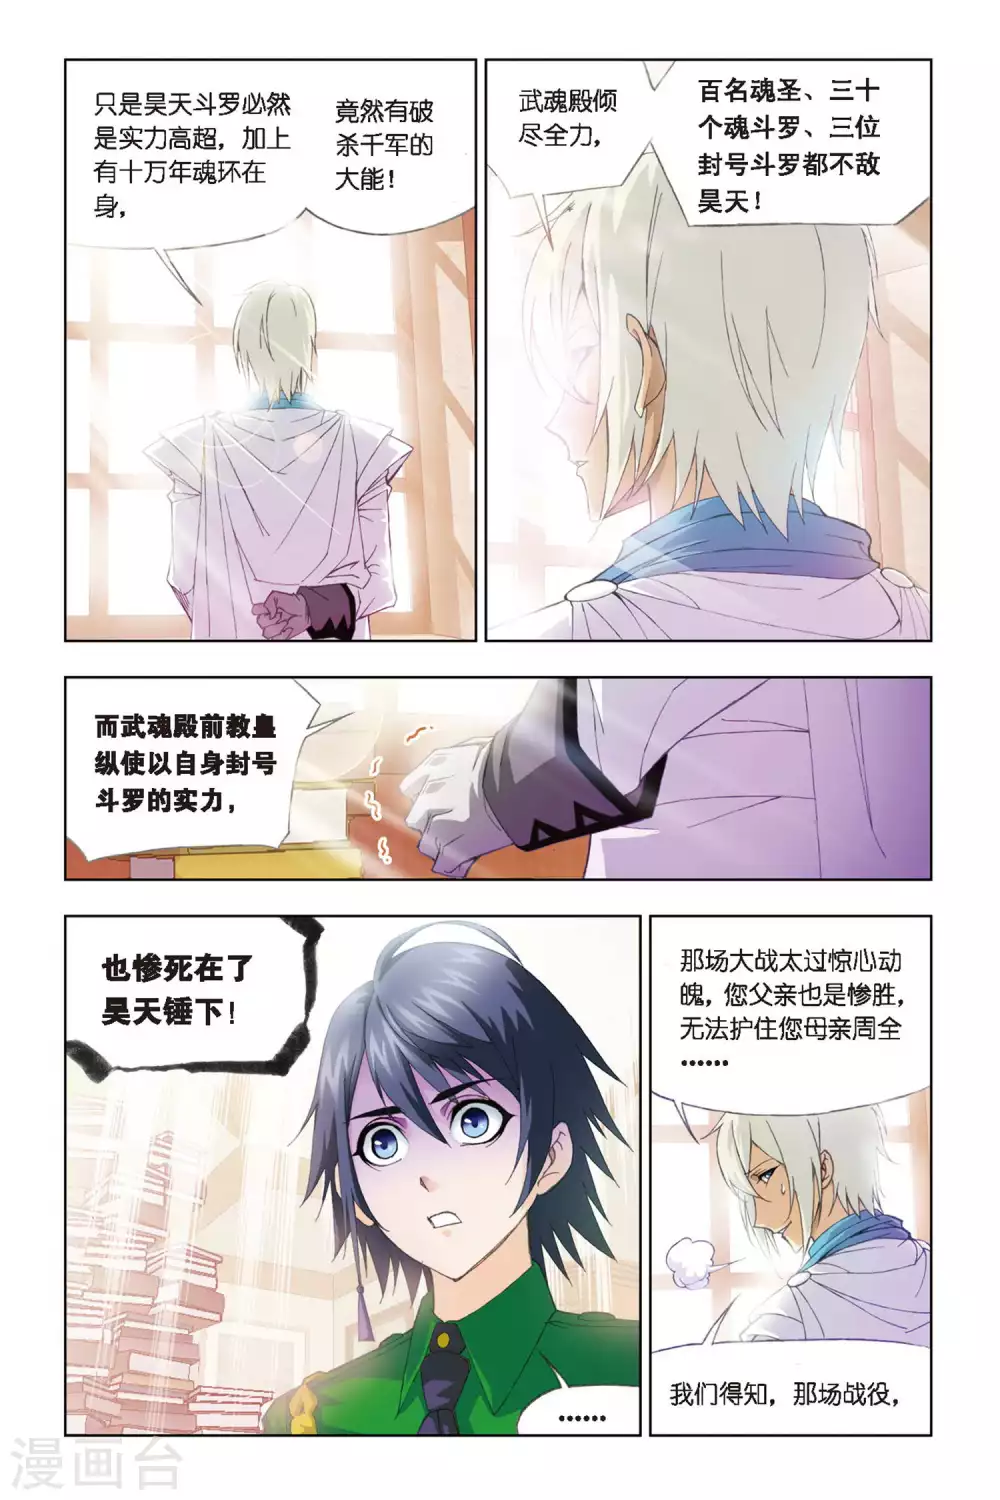 只是昊天斗罗必然
是实力高超，加上
有十万年魂环在
身，
竟然有破
杀千军的
大能！
武魂殿倾
尽全力，
百名魂圣、三十
个魂斗罗、三位
封号斗罗都不敌
昊天！
而武魂殿前教皇
纵使以自身封号
斗罗的实力，
也惨死在了
昊天锤下！
那场大战太过惊心动
魄，您父亲也是惨胜，
无法护住您母亲周全
……
……
我们得知，那场战役，
漫画台